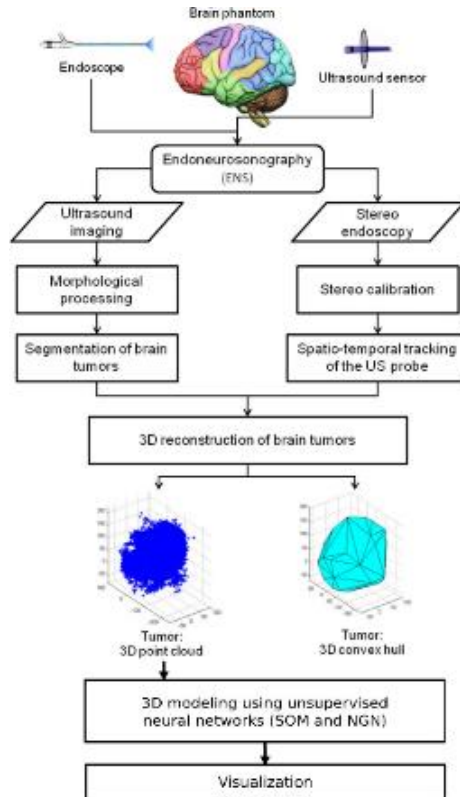 Brain phantom
Endoscope
Ultrasound sensor
Endoneurosonography
(ENS)
Ultrasound
imaging
Stereo
endoscopy
Morphological
processing
Stereo calibration
Segmentation of brain
tumors
Spatio-temporal tracking
of the US probe
3D reconstruction of brain tumors
Tumor:
3D point cloud
Tumor:
3D convex hull
3D modeling using unsupervised
neural networks (SOM and NGN)
Visualization